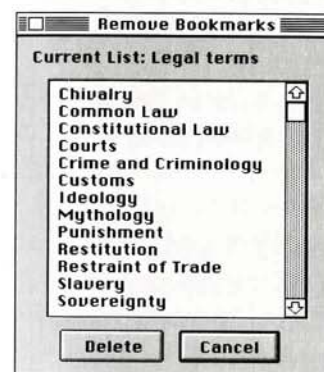 Remove Bookmarks
Current List: Legal terms
Chivalry
Common Law
Constitutional Law
Courts
Crime and Criminology
Customs
Ideology
Mythology
Punishment
Restitution
Restraint of Trade
Slavery
Sovereignty
Delete
Cancel